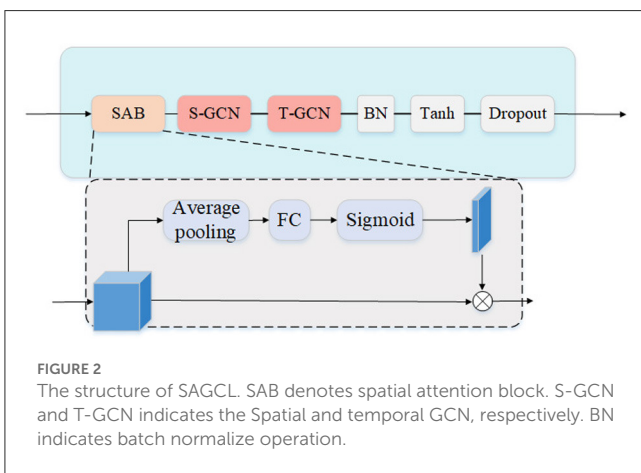 SAB S-GCN T-GCN BN Tanh Dropout
Average pooling FC Sigmoid
FIGURE 2
The structure of SAGCL. SAB denotes spatial attention block. S-GCN
and T-GCN indicates the Spatial and temporal GCN, respectively. BN
indicates batch normalize operation.